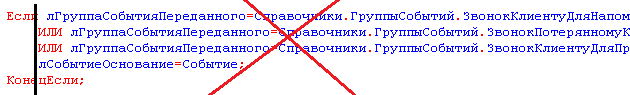 Если лГруппаСобытияПереданного=Справочники.ГруппыСобытий.ЗвонокКлиентуДляНапом
ИЛИ лГруппаСобытияПереданного=Справочники.ГруппыСобытий.ЗвонокПотерянномуК
ИЛИ лГруппаСобытияПереданного=Справочники.ГруппыСобытий.ЗвонокКлиентуДляПр
лСобытиеОснование=Событие;
КонецЕсли;